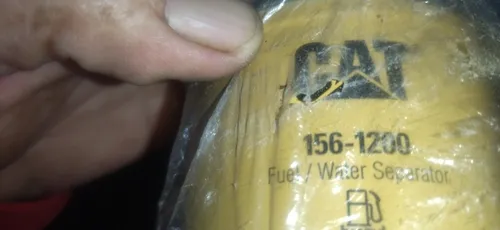 CAT
156-1200
Fuel / Water Separator